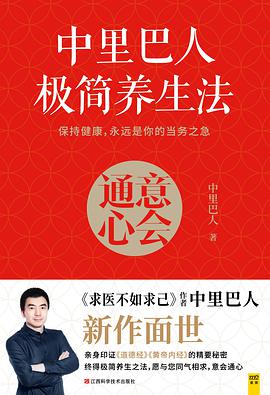 中里巴人
极简养生法
保持健康，永远是你的当务之急
意会
通心
中里巴人 著
《求医不如求己》作者 中里巴人
新作面世
亲身印证《道德经》《黄帝内经》的精要秘密
终得极简养生之法，愿与您同气相求，意会通心
江西科学技术出版社